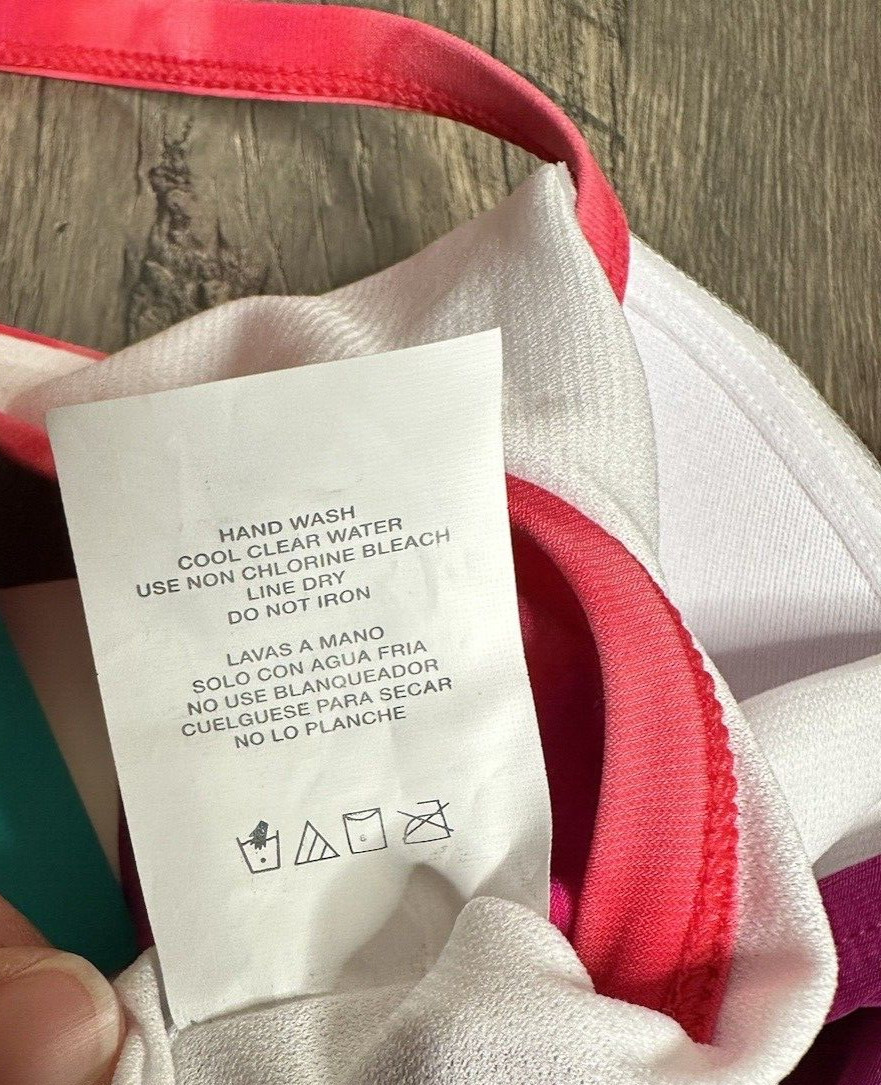 HAND WASH
COOL CLEAR WATER
USE NON CHLORINE BLEACH
LINE DRY
DO NOT IRON
LAVAS A MANO
SOLO CON AGUA FRIA
NO USE BLANQUEADOR
CUELGUESE PARA SECAR
NO LO PLANCHE